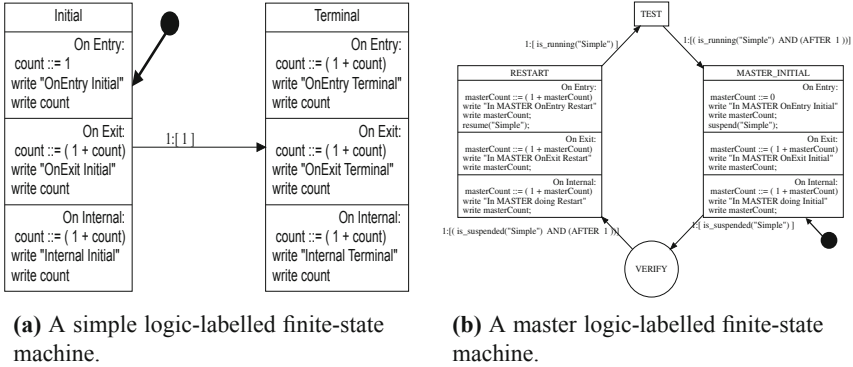 Initial
On Entry:
count ::= 1
write "OnEntry Initial"
write count
On Exit:
count ::= ( 1 + count)
write "OnExit Initial"
write count
On Internal:
count ::= ( 1 + count)
write "Internal Initial"
write count
1:[ 1 ]
Terminal
On Entry:
count ::= ( 1 + count)
write "OnEntry Terminal"
write count
On Exit:
count ::= ( 1 + count)
write "OnExit Terminal"
write count
On Internal:
count ::= ( 1 + count)
write "Internal Terminal"
write count
(a) A simple logic-labelled finite-state
machine.
TEST
1:[ is_running("Simple") ]
1:[( is_running("Simple") AND (AFTER 1 ))]
RESTART
On Entry:
masterCount ::= ( 1 + masterCount)
write "In MASTER OnEntry Restart"
write masterCount;
resume("Simple");
On Exit:
masterCount ::= ( 1 + masterCount)
write "In MASTER OnExit Restart"
write masterCount;
On Internal:
masterCount ::= ( 1 + masterCount)
write "In MASTER doing Restart"
write masterCount;
MASTER_INITIAL
On Entry:
masterCount ::= 0
write "In MASTER OnEntry Initial"
write masterCount;
suspend("Simple");
On Exit:
masterCount ::= ( 1 + masterCount)
write "In MASTER OnExit Initial"
write masterCount;
On Internal:
masterCount ::= ( 1 + masterCount)
write "In MASTER doing Initial"
write masterCount;
1:[( is_suspended("Simple") AND (AFTER 1 ))]
1:[ is_suspended("Simple") ]
VERIFY
(b) A master logic-labelled finite-state
machine.